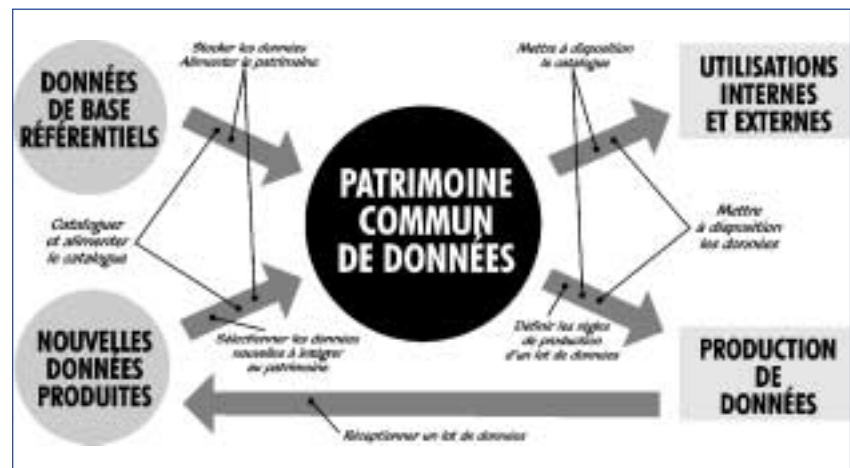 Stocker les données
Alimenter le patrimoine
Mettre à disposition
le catalogue
DONNÉES
DE BASE
RÉFÉRENTIELS
UTILISATIONS
INTERNES
ET EXTERNES
PATRIMOINE
COMMUN
DE DONNÉES
Cataloguer
et alimenter
le catalogue
Mettre
à disposition
les données
NOUVELLES
DONNÉES
PRODUITES
Sélectionner les données
nouvelles à intégrer
au patrimoine
Définir les règles
de production
d'un lot de données
PRODUCTION
DE
DONNÉES
Réceptionner un lot de données